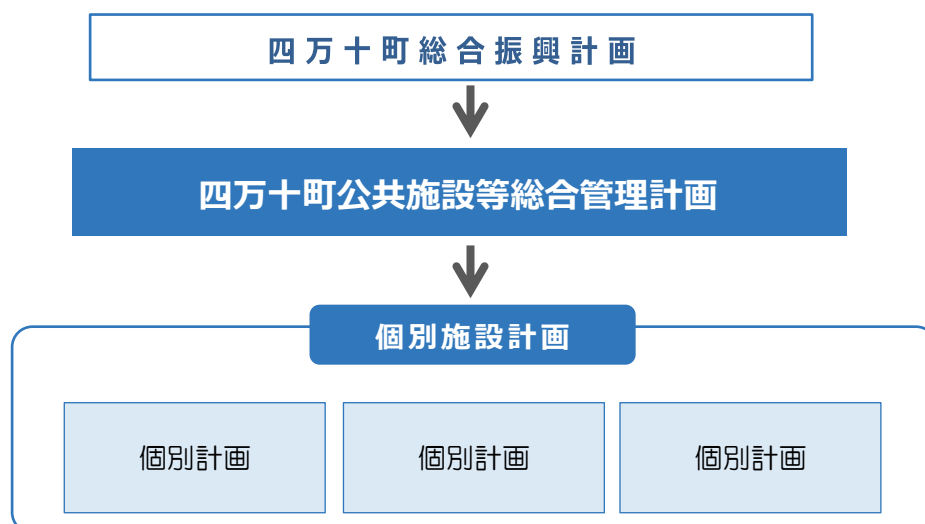 四万十町総合振興計画
四万十町公共施設等総合管理計画
個別施設計画
個別計画
個別計画
個別計画